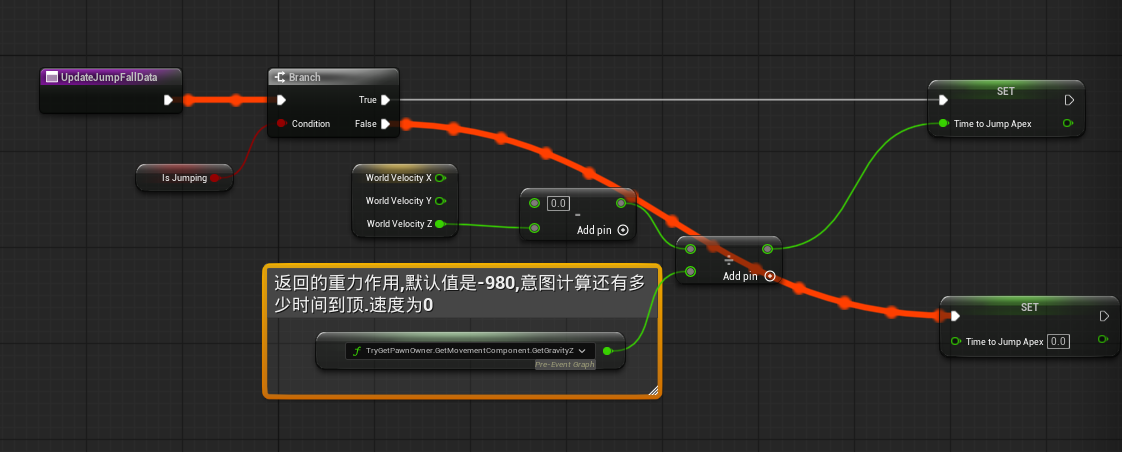 UpdateJumpFallData
Branch
True
Condition
False
Is Jumping
World Velocity X
World Velocity Y
World Velocity Z
0.0
-
Add pin
÷
Add pin
SET
Time to Jump Apex
SET
Time to Jump Apex 0.0
返回的重力作用,默认值是-980,意图计算还有多
少时间到顶.速度为0
f TryGetPawnOwner.GetMovementComponent.GetGravityZ
Pre-Event Graph